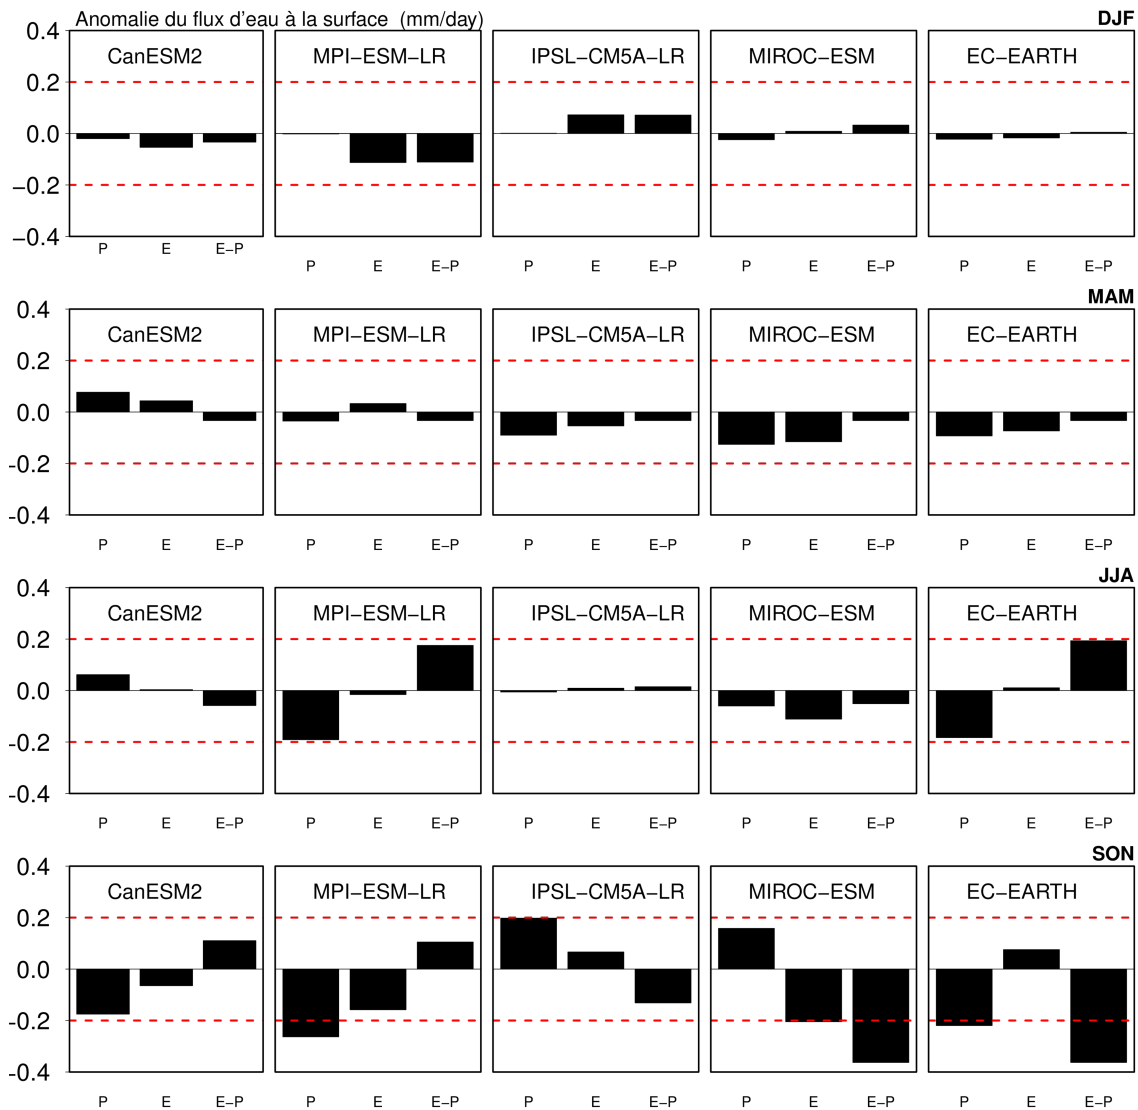 Anomalie du flux d'eau à la surface (mm/day) DJF
0.4 CanESM2 MPI−ESM−LR IPSL−CM5A−LR MIROC−ESM EC−EARTH
0.2
0.0
−0.2
−0.4
P E E−P P E E−P P E E−P P E E−P P E E−P
MAM
0.4 CanESM2 MPI−ESM−LR IPSL−CM5A−LR MIROC−ESM EC−EARTH
0.2
0.0
-0.2
-0.4
P E E−P P E E−P P E E−P P E E−P P E E−P
JJA
0.4 CanESM2 MPI−ESM−LR IPSL−CM5A−LR MIROC−ESM EC−EARTH
0.2
0.0
-0.2
-0.4
P E E−P P E E−P P E E−P P E E−P P E E−P
SON
0.4 CanESM2 MPI−ESM−LR IPSL−CM5A−LR MIROC−ESM EC−EARTH
0.2
0.0
-0.2
-0.4
P E E−P P E E−P P E E−P P E E−P P E E−P